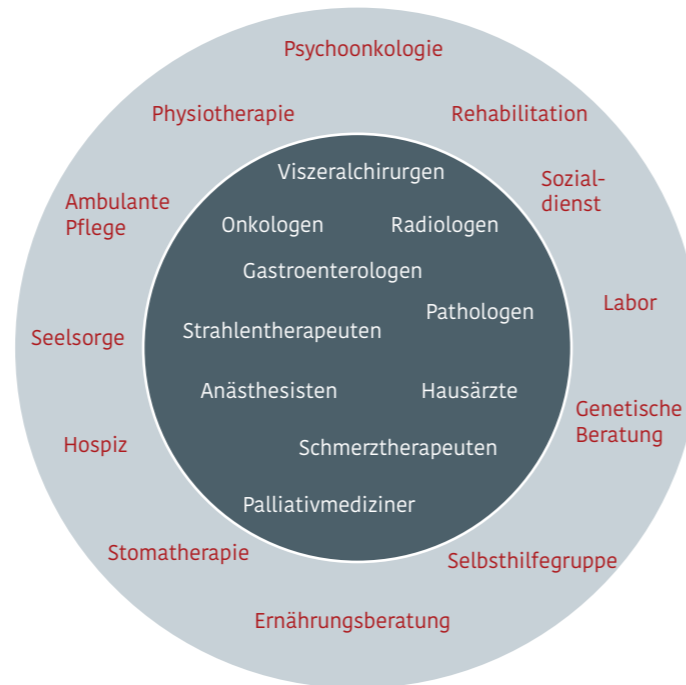 Psychoonkologie
Physiotherapie
Rehabilitation
Viszeralchirurgen
Sozial-
dienst
Ambulante
Pflege
Onkologen
Radiologen
Gastroenterologen
Labor
Pathologen
Strahlentherapeuten
Seelsorge
Anästhesisten
Hausärzte
Genetische
Beratung
Hospiz
Schmerztherapeuten
Palliativmediziner
Stomatherapie
Selbsthilfegruppe
Ernährungsberatung